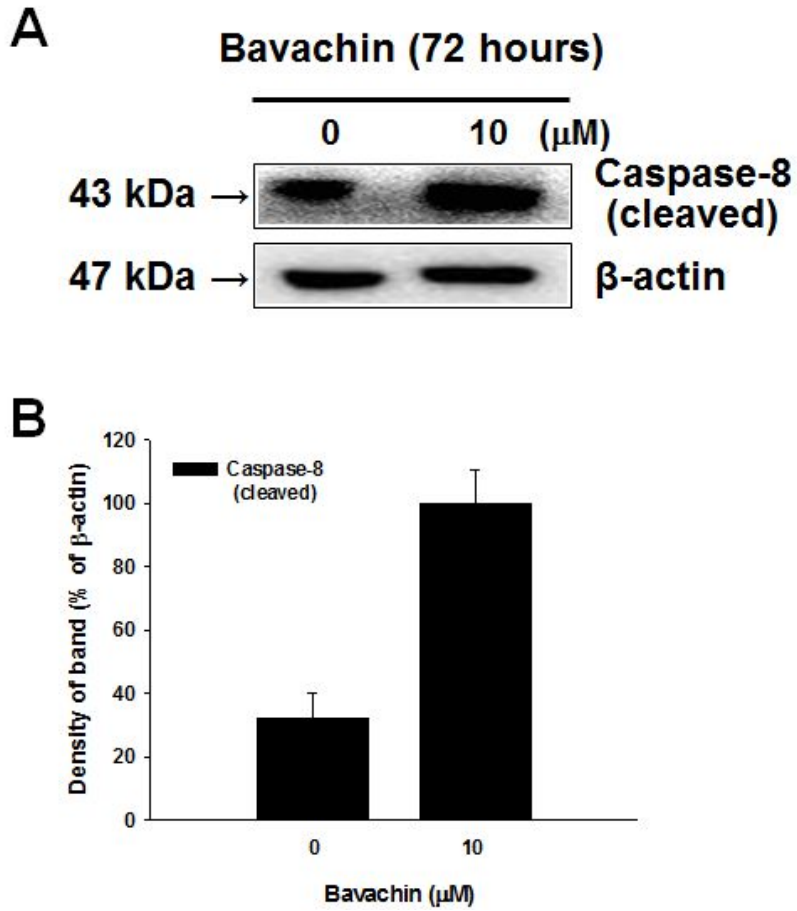 A
Bavachin (72 hours)
0 10 (μM)
43 kDa → Caspase-8
(cleaved)
47 kDa → β-actin
B
120
100
80
60
40
20
0
Density of band (% of β-actin)
Caspase-8
(cleaved)
0 10
Bavachin (μM)